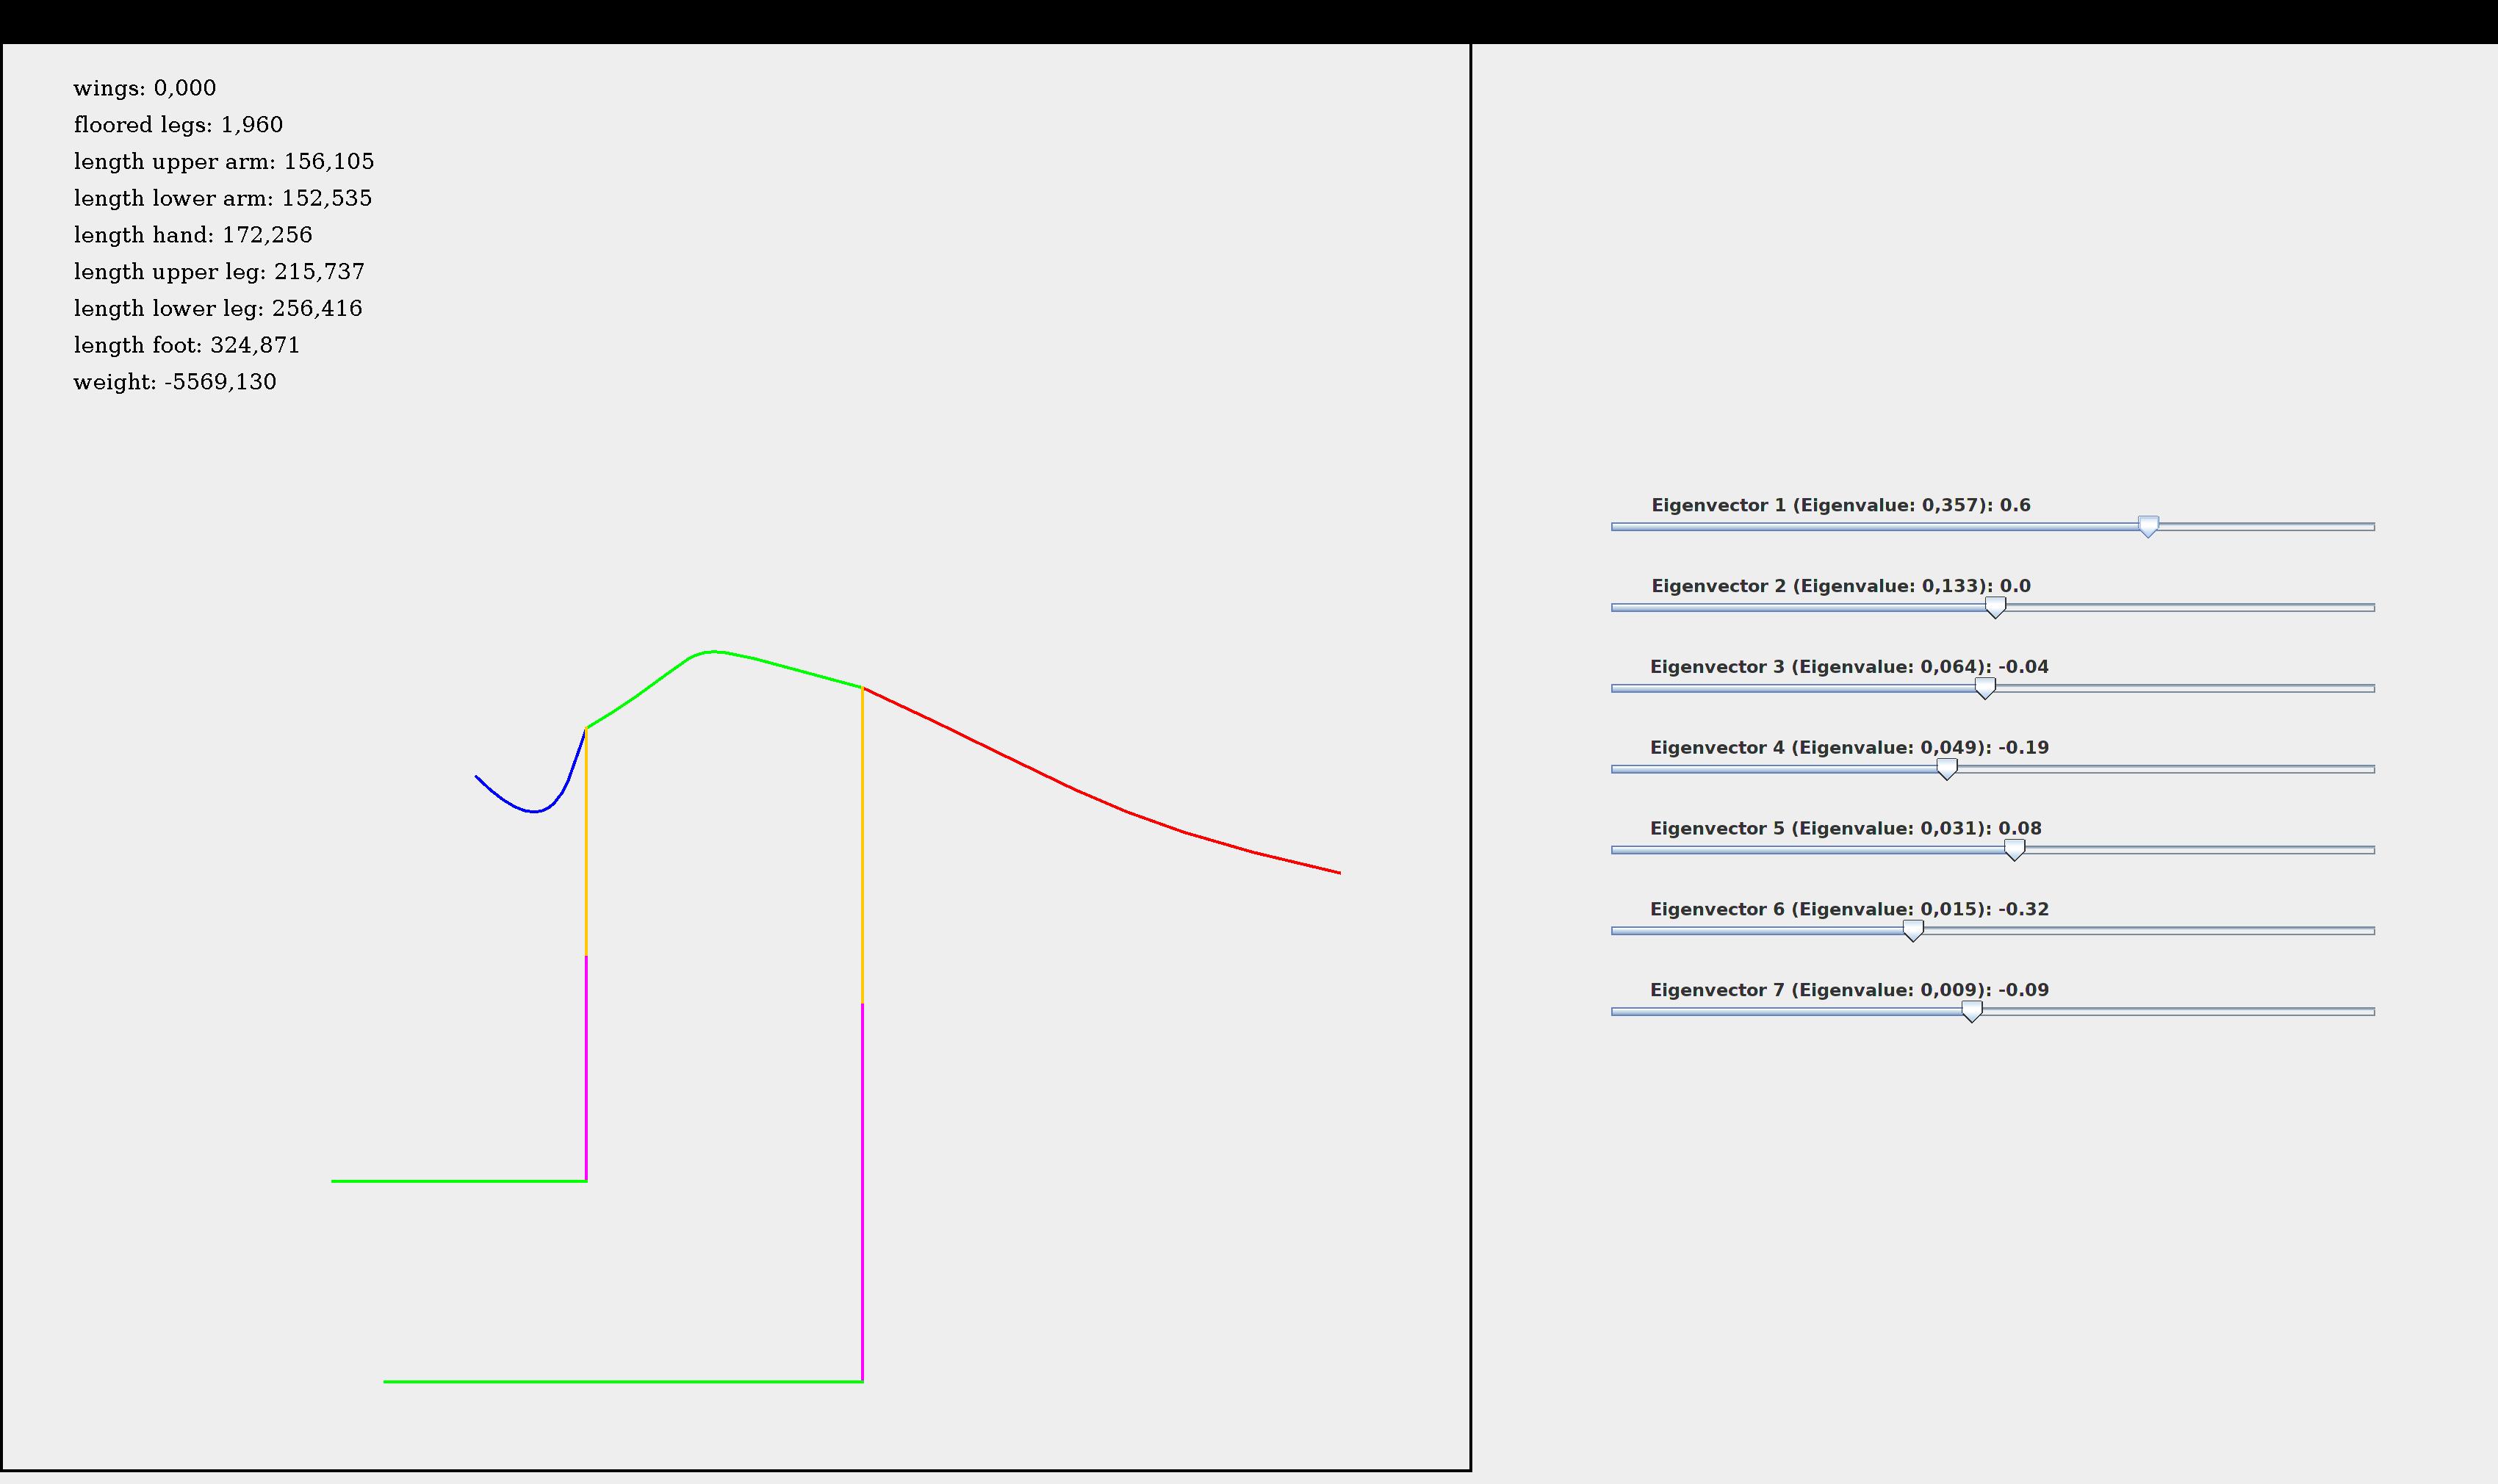 wings: 0,000
floored legs: 1,960
length upper arm: 156,105
length lower arm: 152,535
length hand: 172,256
length upper leg: 215,737
length lower leg: 256,416
length foot: 324,871
weight: -5569,130
Eigenvector 1 (Eigenvalue: 0,357): 0.6
Eigenvector 2 (Eigenvalue: 0,133): 0.0
Eigenvector 3 (Eigenvalue: 0,064): -0.04
Eigenvector 4 (Eigenvalue: 0,049): -0.19
Eigenvector 5 (Eigenvalue: 0,031): 0.08
Eigenvector 6 (Eigenvalue: 0,015): -0.32
Eigenvector 7 (Eigenvalue: 0,009): -0.09